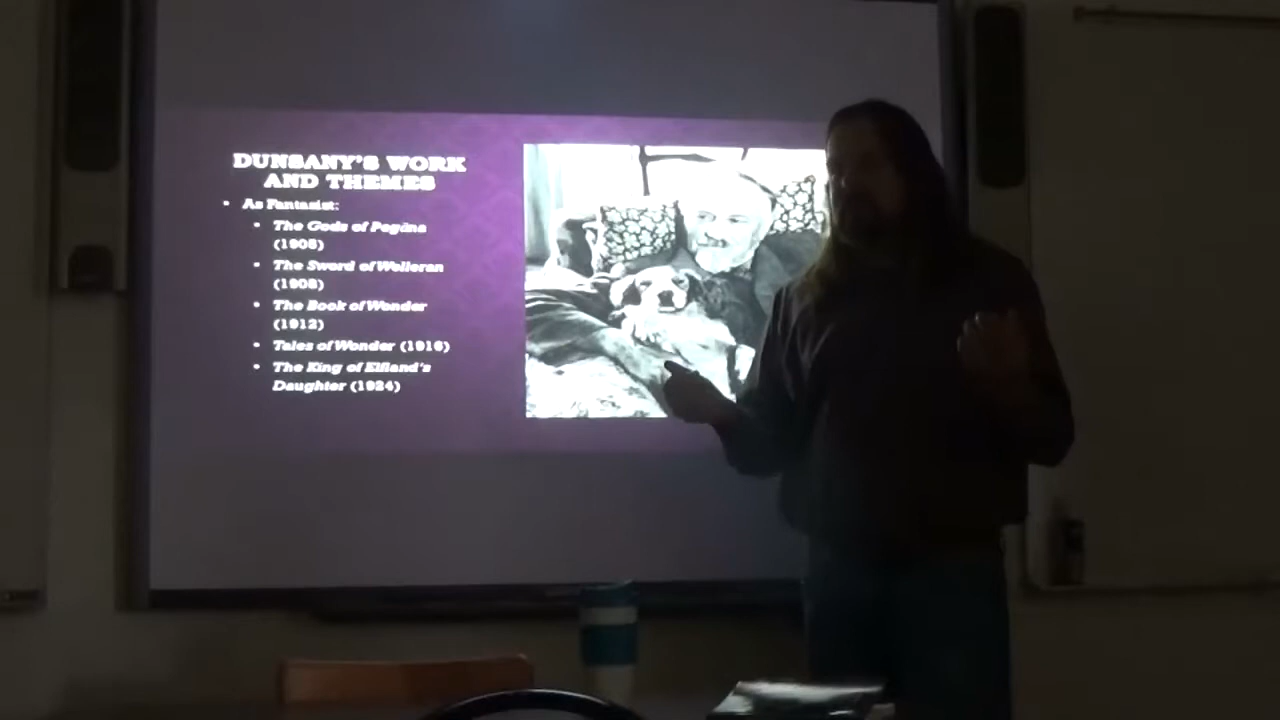 DUNSANY'S WORK
AND THEMES
• As Fantasist:
• The Gods of Pegāna
(1905)
• The Sword of Welleran
(1908)
• The Book of Wonder
(1912)
• Tales of Wonder (1916)
• The King of Elfland's
Daughter (1924)